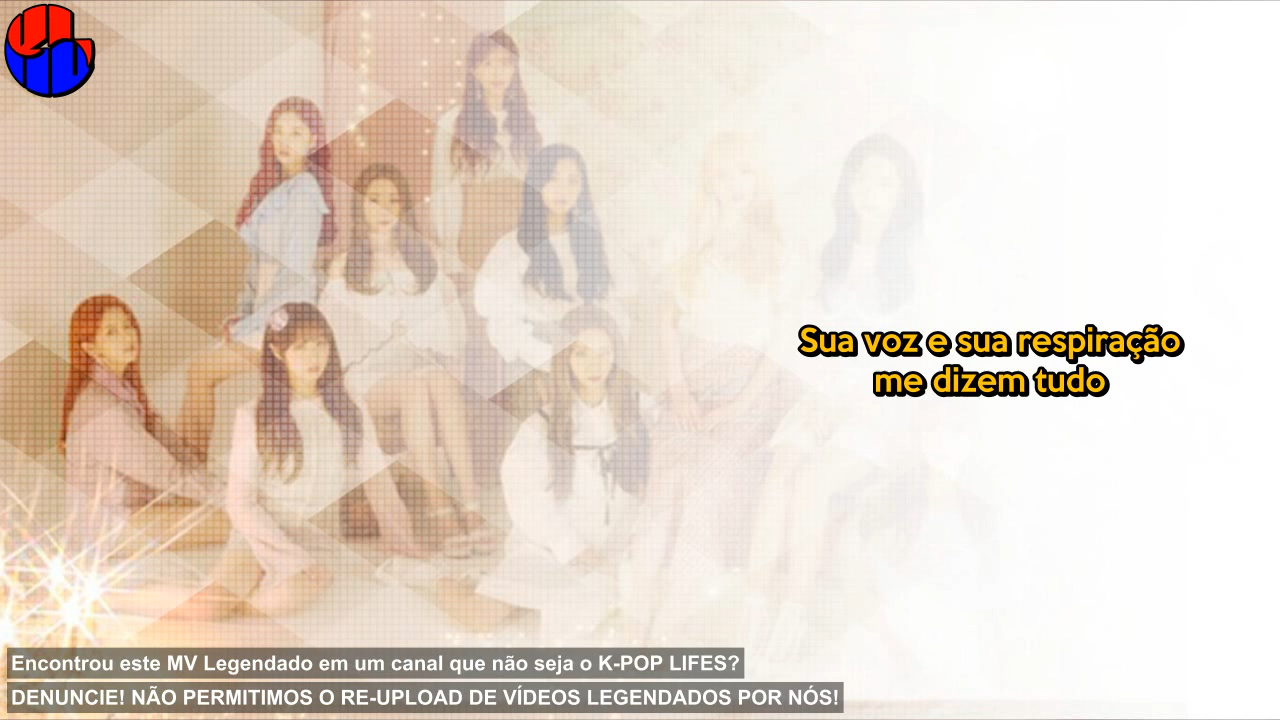 Sua voz e sua respiração
me dizem tudo
Encontrou este MV Legendado em um canal que não seja o K-POP LIFES?
DENUNCIE! NÃO PERMITIMOS O RE-UPLOAD DE VÍDEOS LEGENDADOS POR NÓS!